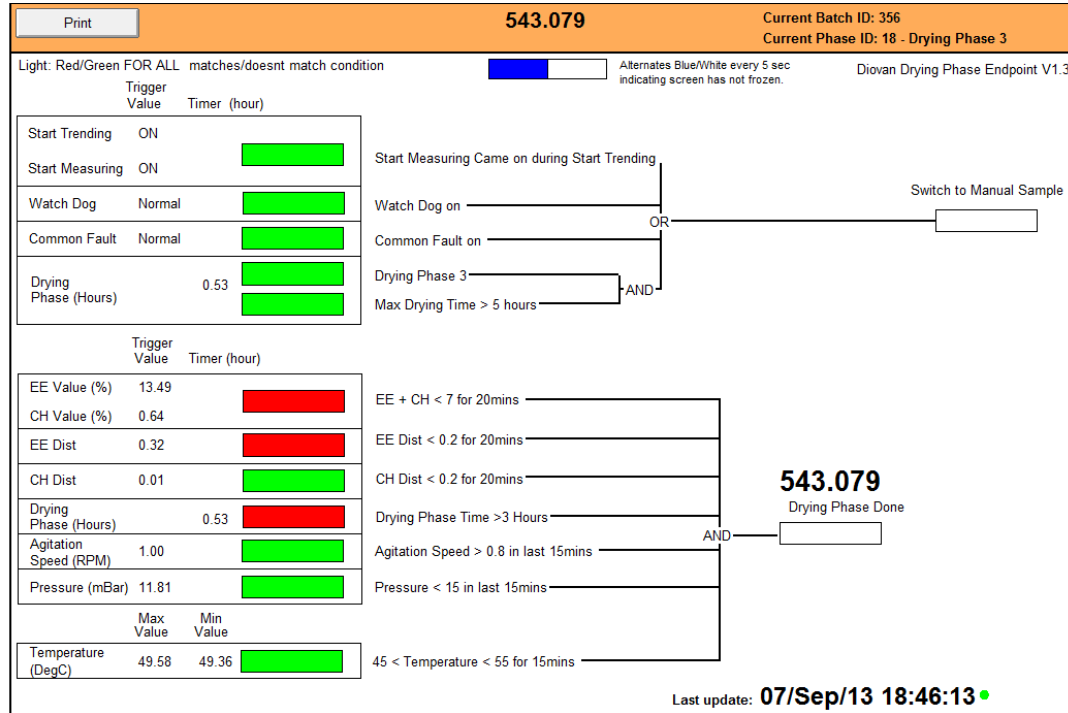 Print
543.079
Current Batch ID: 356
Current Phase ID: 18 - Drying Phase 3
Light: Red/Green FOR ALL matches/doesnt match condition
Alternates Blue/White every 5 sec
indicating screen has not frozen.
Diovan Drying Phase Endpoint V1.3
Trigger
Value Timer (hour)
Start Trending ON
Start Measuring ON
Start Measuring Came on during Start Trending
Watch Dog Normal
Watch Dog on
Common Fault Normal
Common Fault on
OR
Switch to Manual Sample
Drying
Phase (Hours)
0.53
Drying Phase 3
Max Drying Time > 5 hours
AND
Trigger
Value Timer (hour)
EE Value (%) 13.49
CH Value (%) 0.64
EE + CH < 7 for 20mins
EE Dist 0.32
EE Dist < 0.2 for 20mins
CH Dist 0.01
CH Dist < 0.2 for 20mins
Drying
Phase (Hours)
0.53
Drying Phase Time >3 Hours
Agitation
Speed (RPM)
1.00
Agitation Speed > 0.8 in last 15mins
Pressure (mBar) 11.81
Pressure < 15 in last 15mins
AND
543.079
Drying Phase Done
Max
Value
Min
Value
Temperature
(DegC)
49.58 49.36
45 < Temperature < 55 for 15mins
Last update: 07/Sep/13 18:46:13